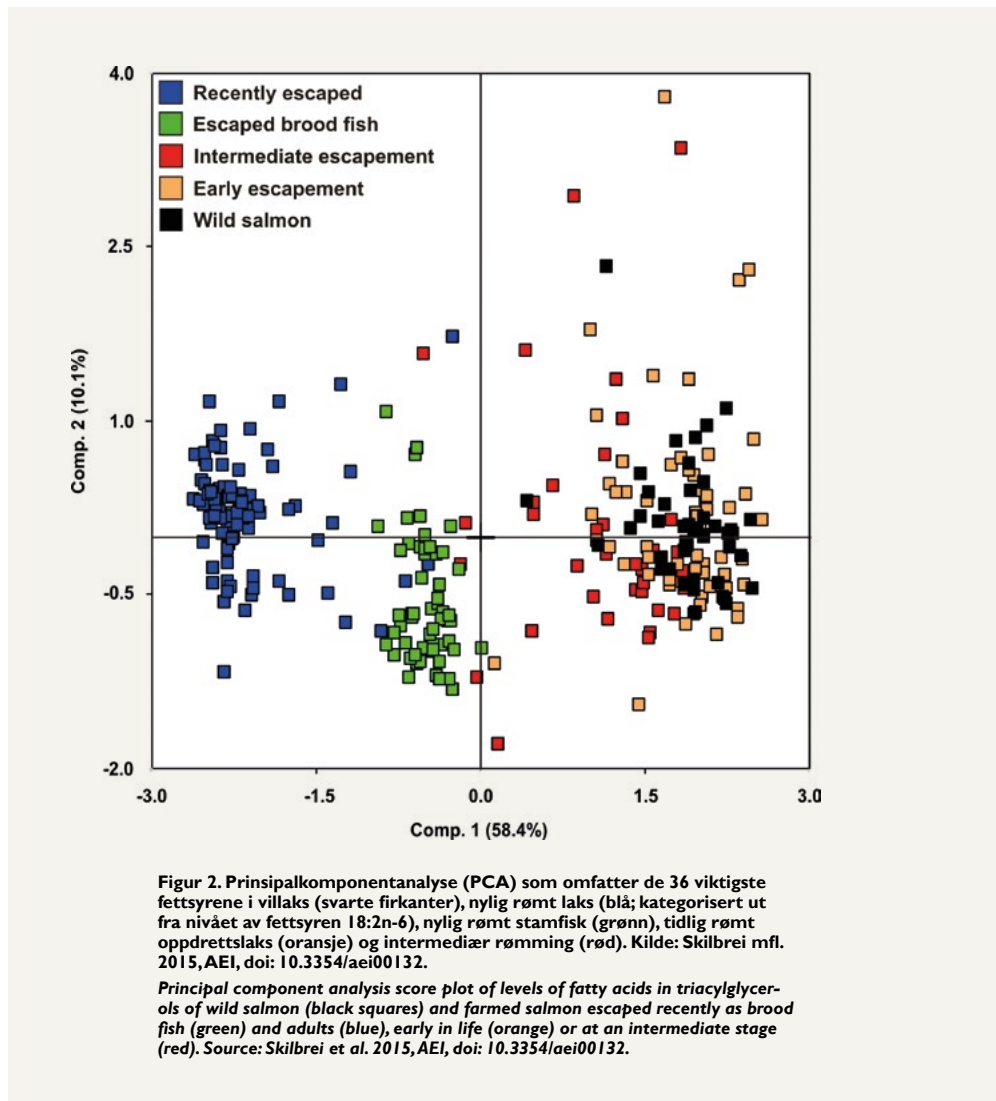 4.0
Recently escaped
Escaped brood fish
Intermediate escapement
Early escapement
Wild salmon
2.5
1.0
Comp. 2 (10.1%)
-0.5
-2.0
-3.0 -1.5 0.0 1.5 3.0
Comp. 1 (58.4%)
Figur 2. Prinsipalkomponentanalyse (PCA) som omfatter de 36 viktigste
fettsyrene i villaks (svarte firkanter), nylig rømt laks (blå; kategorisert ut
fra nivået av fettsyren 18:2n-6), nylig rømt stamfisk (grønn), tidlig rømt
oppdrettslaks (oransje) og intermediær rømming (rød). Kilde: Skilbrei mfl.
2015, AEI, doi: 10.3354/aei00132.
Principal component analysis score plot of levels of fatty acids in triacylglycer-
ols of wild salmon (black squares) and farmed salmon escaped recently as brood
fish (green) and adults (blue), early in life (orange) or at an intermediate stage
(red). Source: Skilbrei et al. 2015, AEI, doi: 10.3354/aei00132.